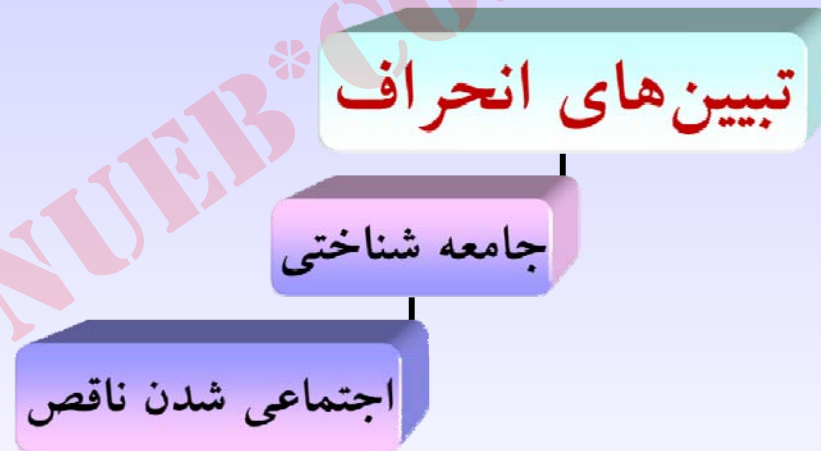 تبیین‌های انحراف
جامعه شناختی
اجتماعی شدن ناقص